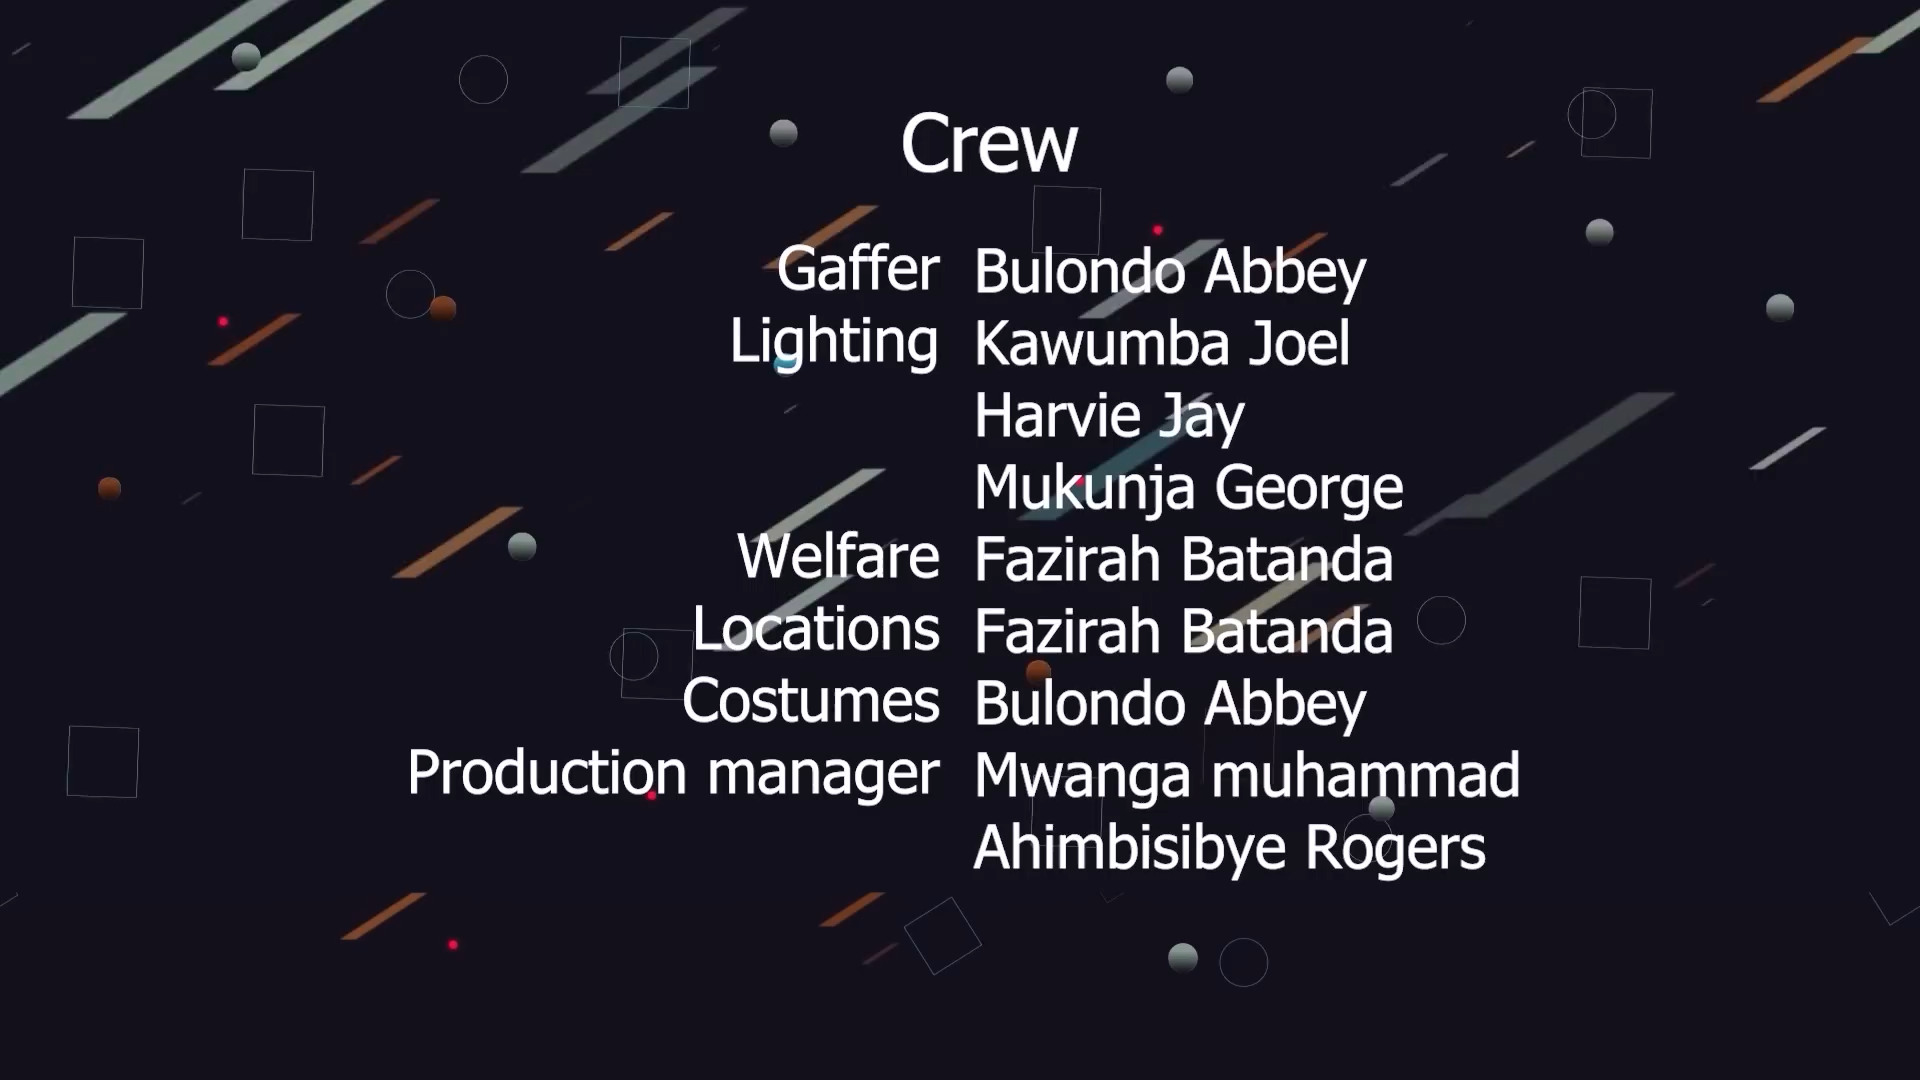 Crew
Gaffer Bulondo Abbey
Lighting Kawumba Joel
Harvie Jay
Mukunja George
Welfare Fazirah Batanda
Locations Fazirah Batanda
Costumes Bulondo Abbey
Production manager Mwanga muhammad
Ahimbisibye Rogers